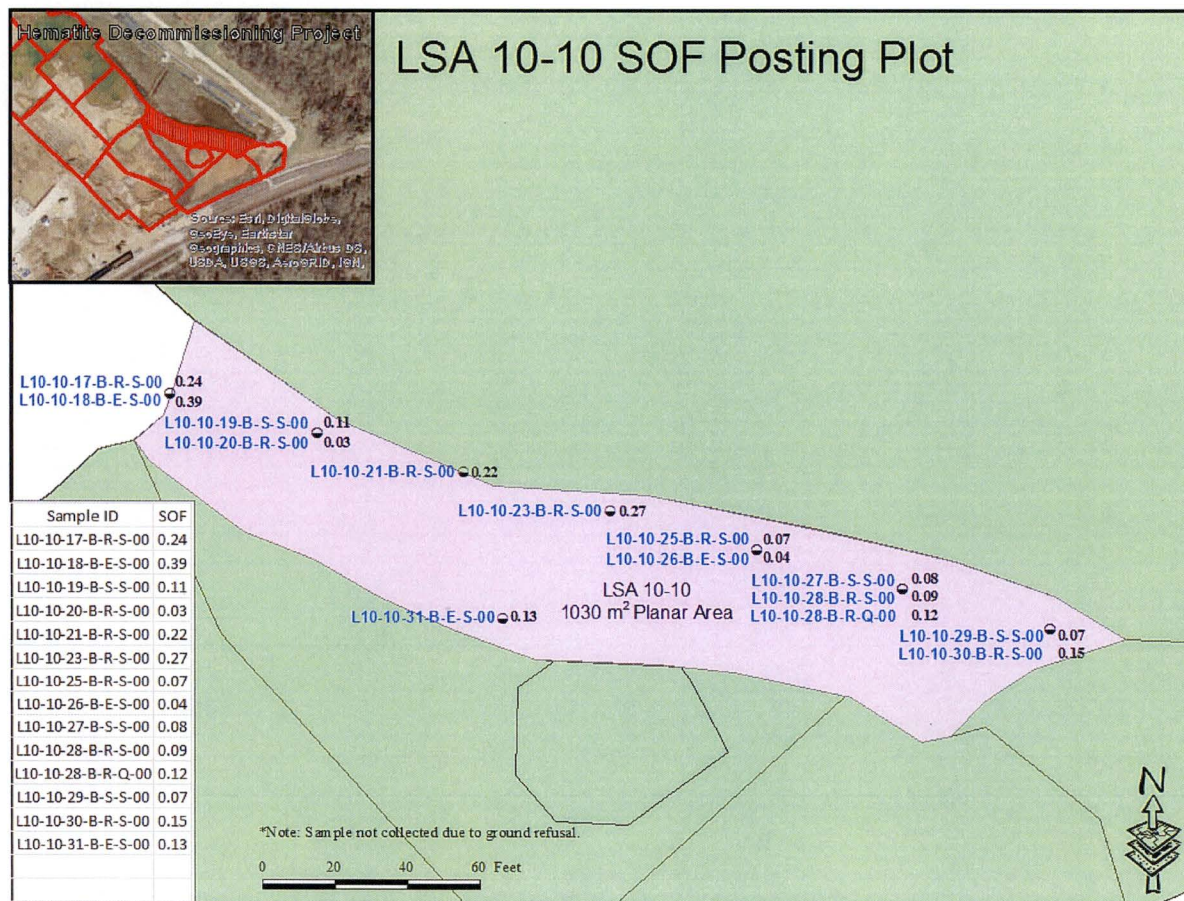 Hematite Decommissioning Project
Source: Esri, DigitalGlobe,
GeoEye, Earthstar
Geographics, CNES/Airbus DS,
USDA, USGS, AeroGRID, IGN,
LSA 10-10 SOF Posting Plot
L10-10-17-B-R-S-00 0.24
L10-10-18-B-E-S-00 0.39
L10-10-19-B-S-S-00 0.11
L10-10-20-B-R-S-00 0.03
L10-10-21-B-R-S-00 0.22
L10-10-23-B-R-S-00 0.27
L10-10-25-B-R-S-00 0.07
L10-10-26-B-E-S-00 0.04
L10-10-27-B-S-S-00 0.08
L10-10-28-B-R-S-00 0.09
L10-10-28-B-R-Q-00 0.12
LSA 10-10
1030 m² Planar Area
L10-10-31-B-E-S-00 0.13
L10-10-29-B-S-S-00 0.07
L10-10-30-B-R-S-00 0.15
Sample ID SOF
L10-10-17-B-R-S-00 0.24
L10-10-18-B-E-S-00 0.39
L10-10-19-B-S-S-00 0.11
L10-10-20-B-R-S-00 0.03
L10-10-21-B-R-S-00 0.22
L10-10-23-B-R-S-00 0.27
L10-10-25-B-R-S-00 0.07
L10-10-26-B-E-S-00 0.04
L10-10-27-B-S-S-00 0.08
L10-10-28-B-R-S-00 0.09
L10-10-28-B-R-Q-00 0.12
L10-10-29-B-S-S-00 0.07
L10-10-30-B-R-S-00 0.15
L10-10-31-B-E-S-00 0.13
*Note: Sample not collected due to ground refusal.
0 20 40 60 Feet
N